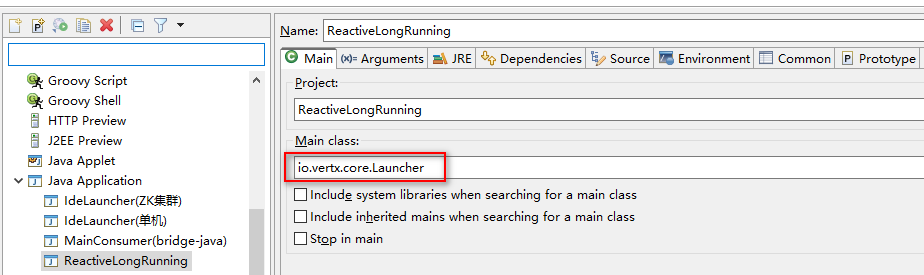 Groovy Script
Groovy Shell
HTTP Preview
J2EE Preview
Java Applet
Java Application
IdeLauncher(ZK集群)
IdeLauncher(单机)
MainConsumer(bridge-java)
ReactiveLongRunning
Name: ReactiveLongRunning
Main (x)= Arguments JRE Dependencies Source Environment Common Prototype
Project:
ReactiveLongRunning
Main class:
io.vertx.core.Launcher
Include system libraries when searching for a main class
Include inherited mains when searching for a main class
Stop in main